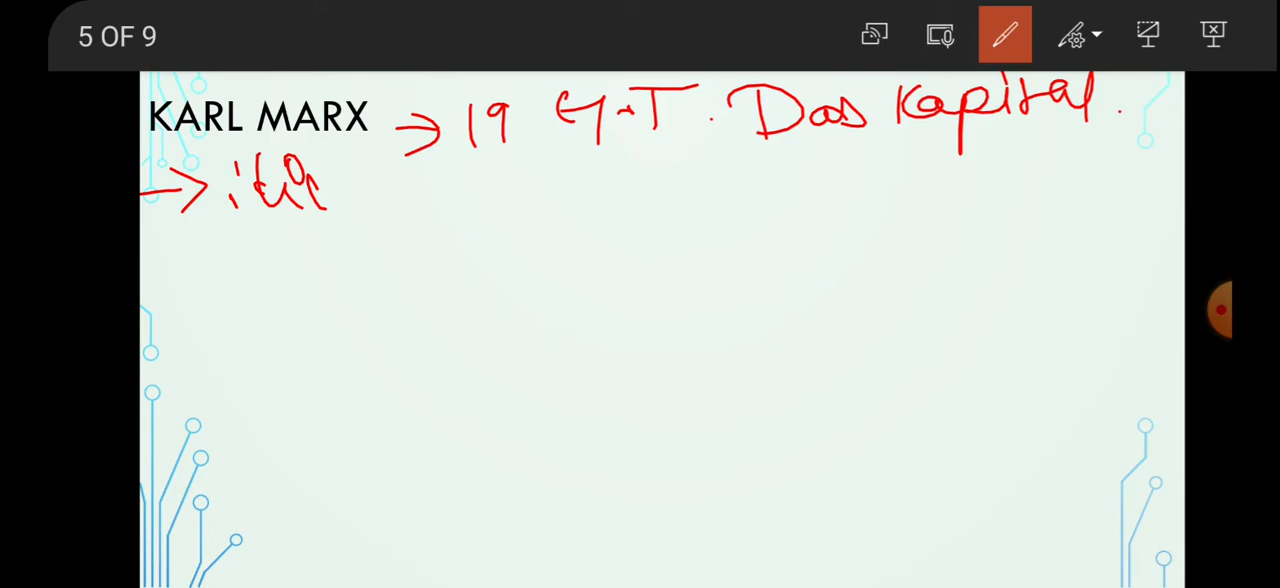 5 OF 9
KARL MARX → 19 . Das Kapital .
→